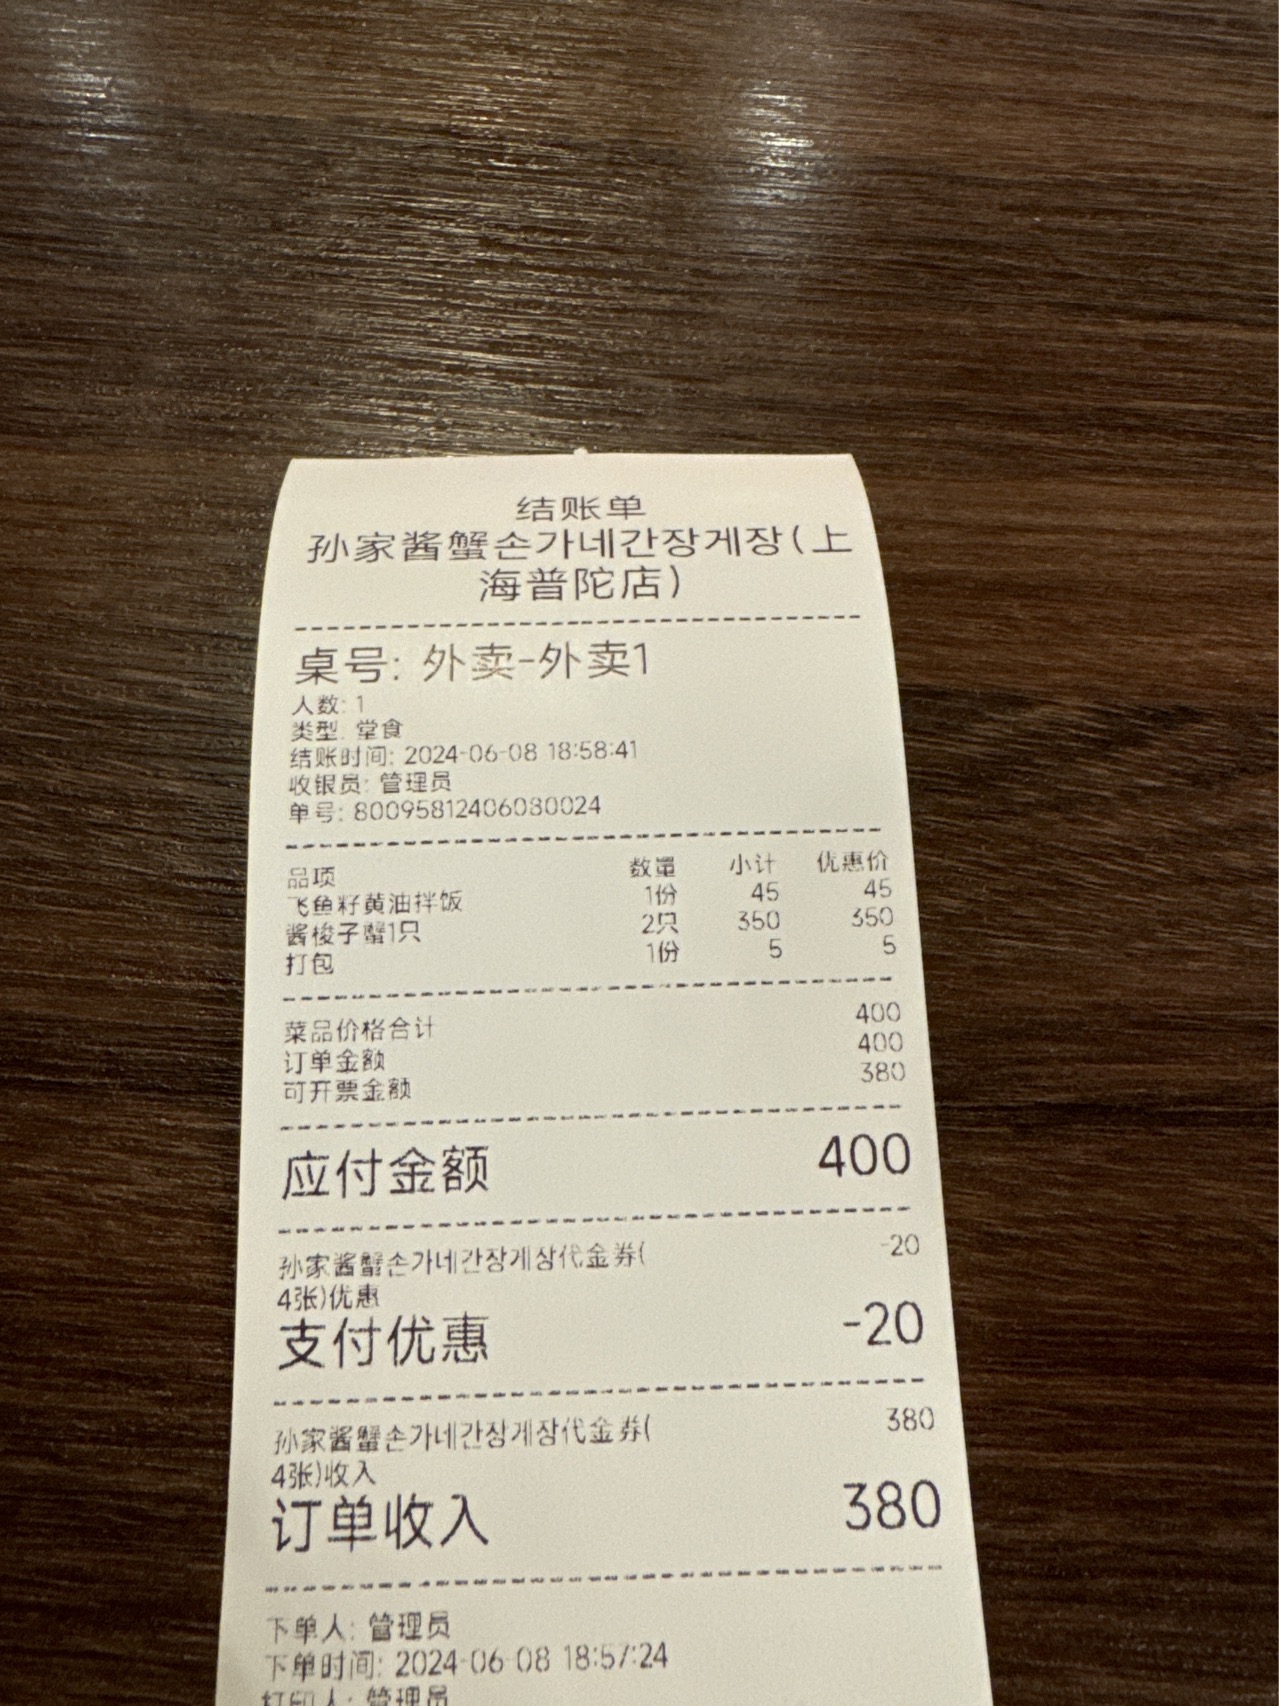 结账单
孙家酱蟹손가네간장게장(上
海普陀店)
桌号: 外卖-外卖1
人数: 1
类型: 堂食
结账时间: 2024-06-08 18:58:41
收银员: 管理员
单号: 80095812406080024
品项 数量 小计 优惠价
飞鱼籽黄油拌饭 1份 45 45
酱梭子蟹1只 2只 350 350
打包 1份 5 5
菜品价格合计 400
订单金额 400
可开票金额 380
应付金额 400
孙家酱蟹손가네간장게장代金券( -20
4张)优惠
支付优惠 -20
孙家酱蟹손가네간장게장代金券( 380
4张)收入
订单收入 380
下单人: 管理员
下单时间: 2024-06-08 18:57:24
打印人: 管理员